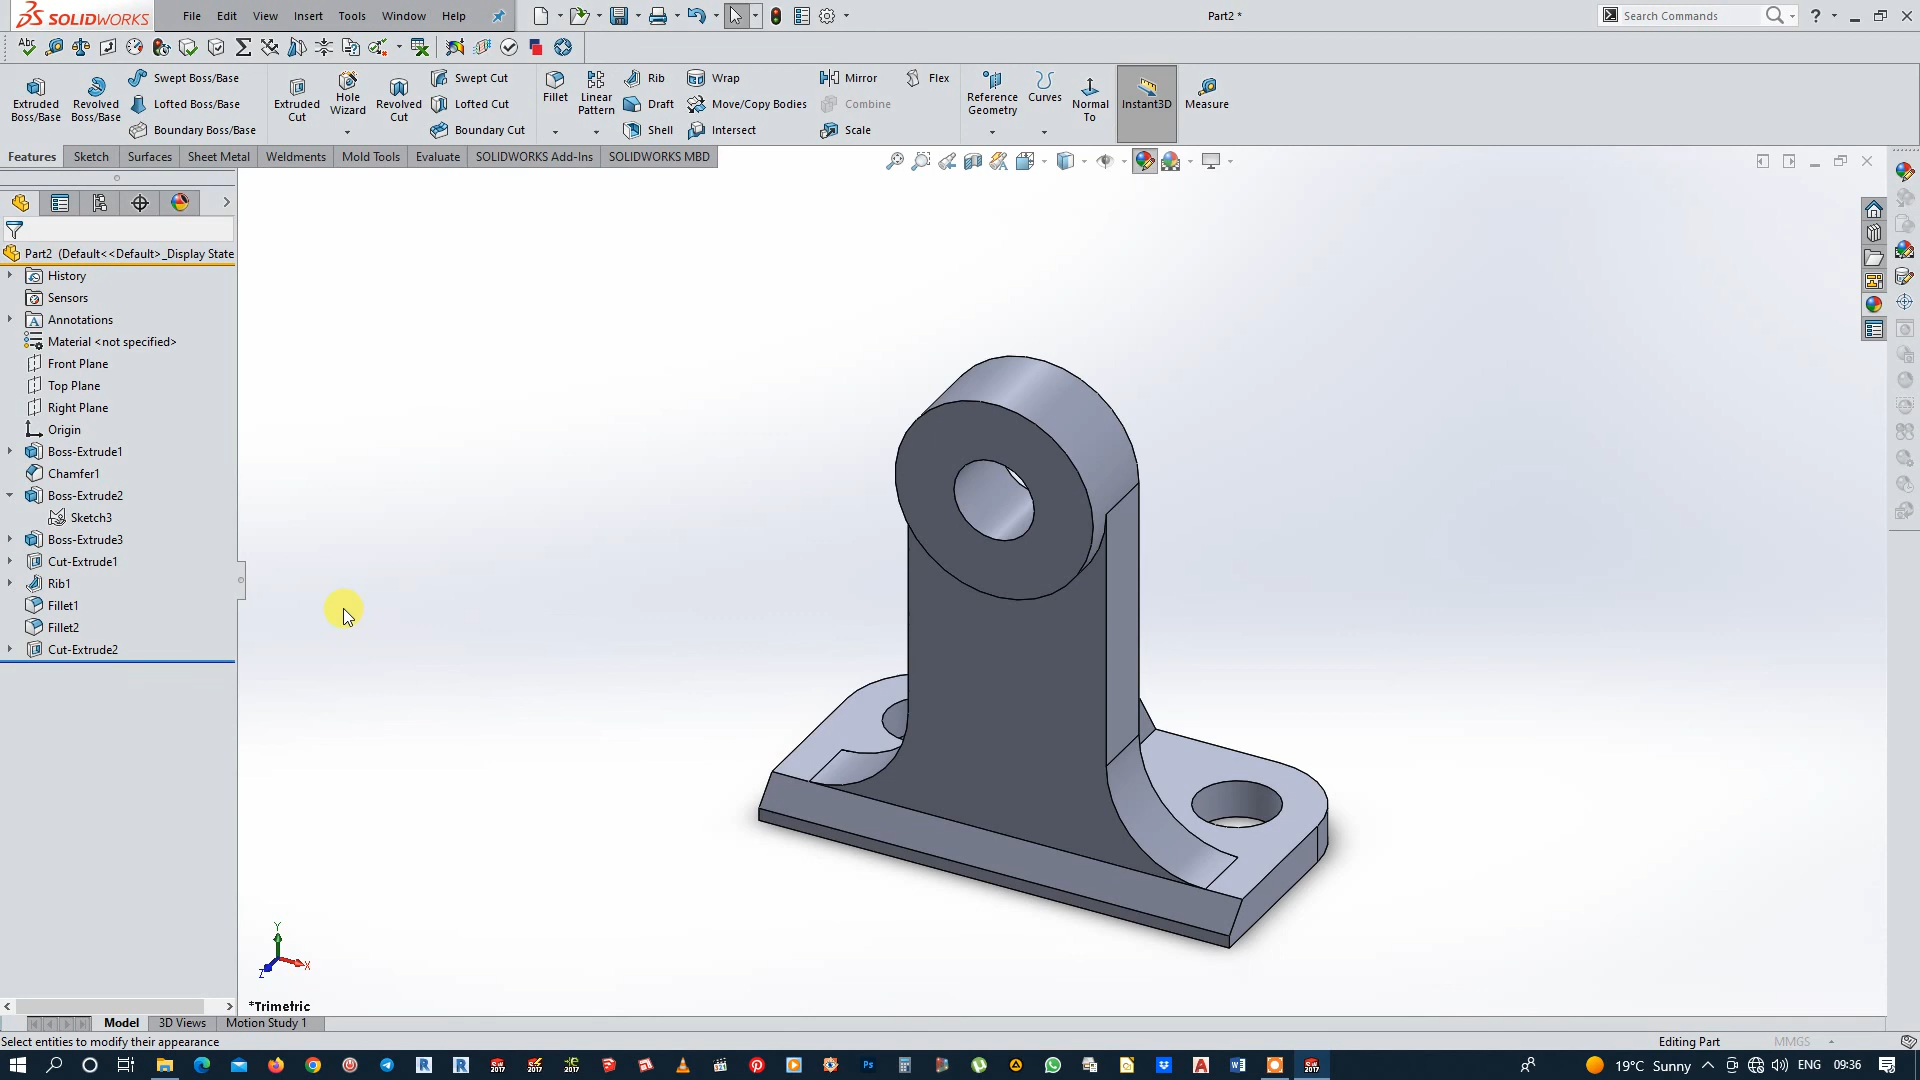 SOLIDWORKS File Edit View Insert Tools Window Help Part2 * Search Commands
Extruded Boss/Base
Revolved Boss/Base
Swept Boss/Base
Lofted Boss/Base
Boundary Boss/Base
Extruded Cut
Hole Wizard
Revolved Cut
Swept Cut
Lofted Cut
Boundary Cut
Fillet
Linear Pattern
Rib
Draft
Shell
Wrap
Move/Copy Bodies
Intersect
Mirror
Combine
Scale
Flex
Reference Geometry
Curves
Normal To
Instant3D
Measure
Features Sketch Surfaces Sheet Metal Weldments Mold Tools Evaluate SOLIDWORKS Add-Ins SOLIDWORKS MBD
Part2 (Default<<Default>_Display State
History
Sensors
Annotations
Material <not specified>
Front Plane
Top Plane
Right Plane
Origin
Boss-Extrude1
Chamfer1
Boss-Extrude2
Sketch3
Boss-Extrude3
Cut-Extrude1
Rib1
Fillet1
Fillet2
Cut-Extrude2
Y
X
Z
*Trimetric
Model 3D Views Motion Study 1
Select entities to modify their appearance Editing Part MMGS
19°C Sunny ENG 09:36